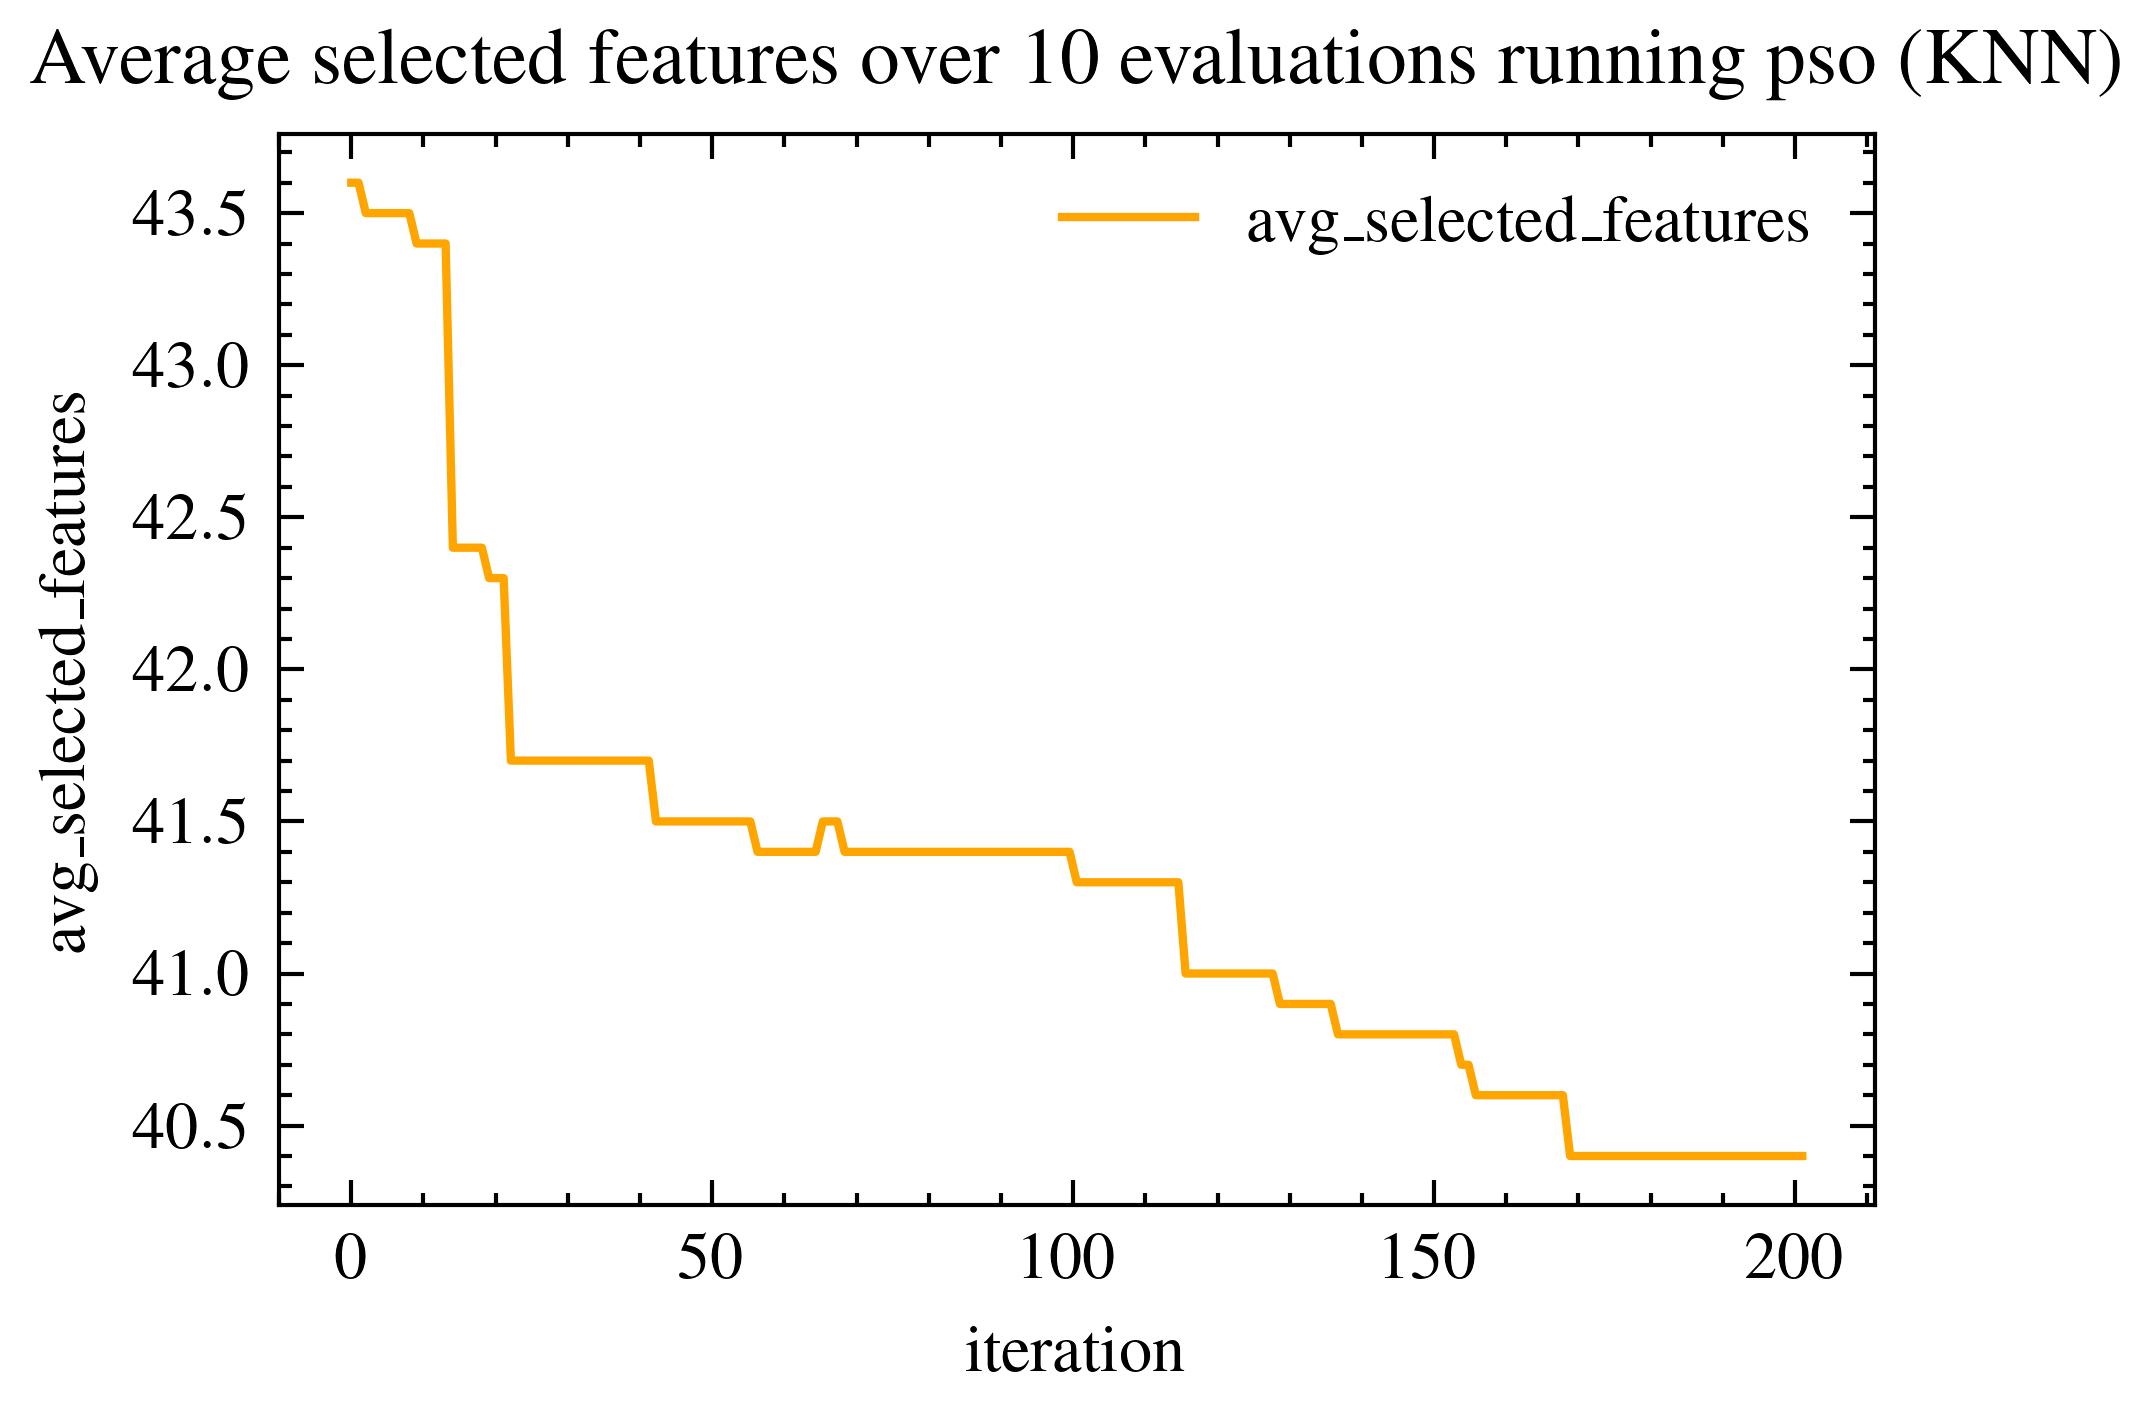 Average selected features over 10 evaluations running pso (KNN)
avg_selected_features
43.5
43.0
42.5
42.0
41.5
41.0
40.5
avg_selected_features
0 50 100 150 200
iteration